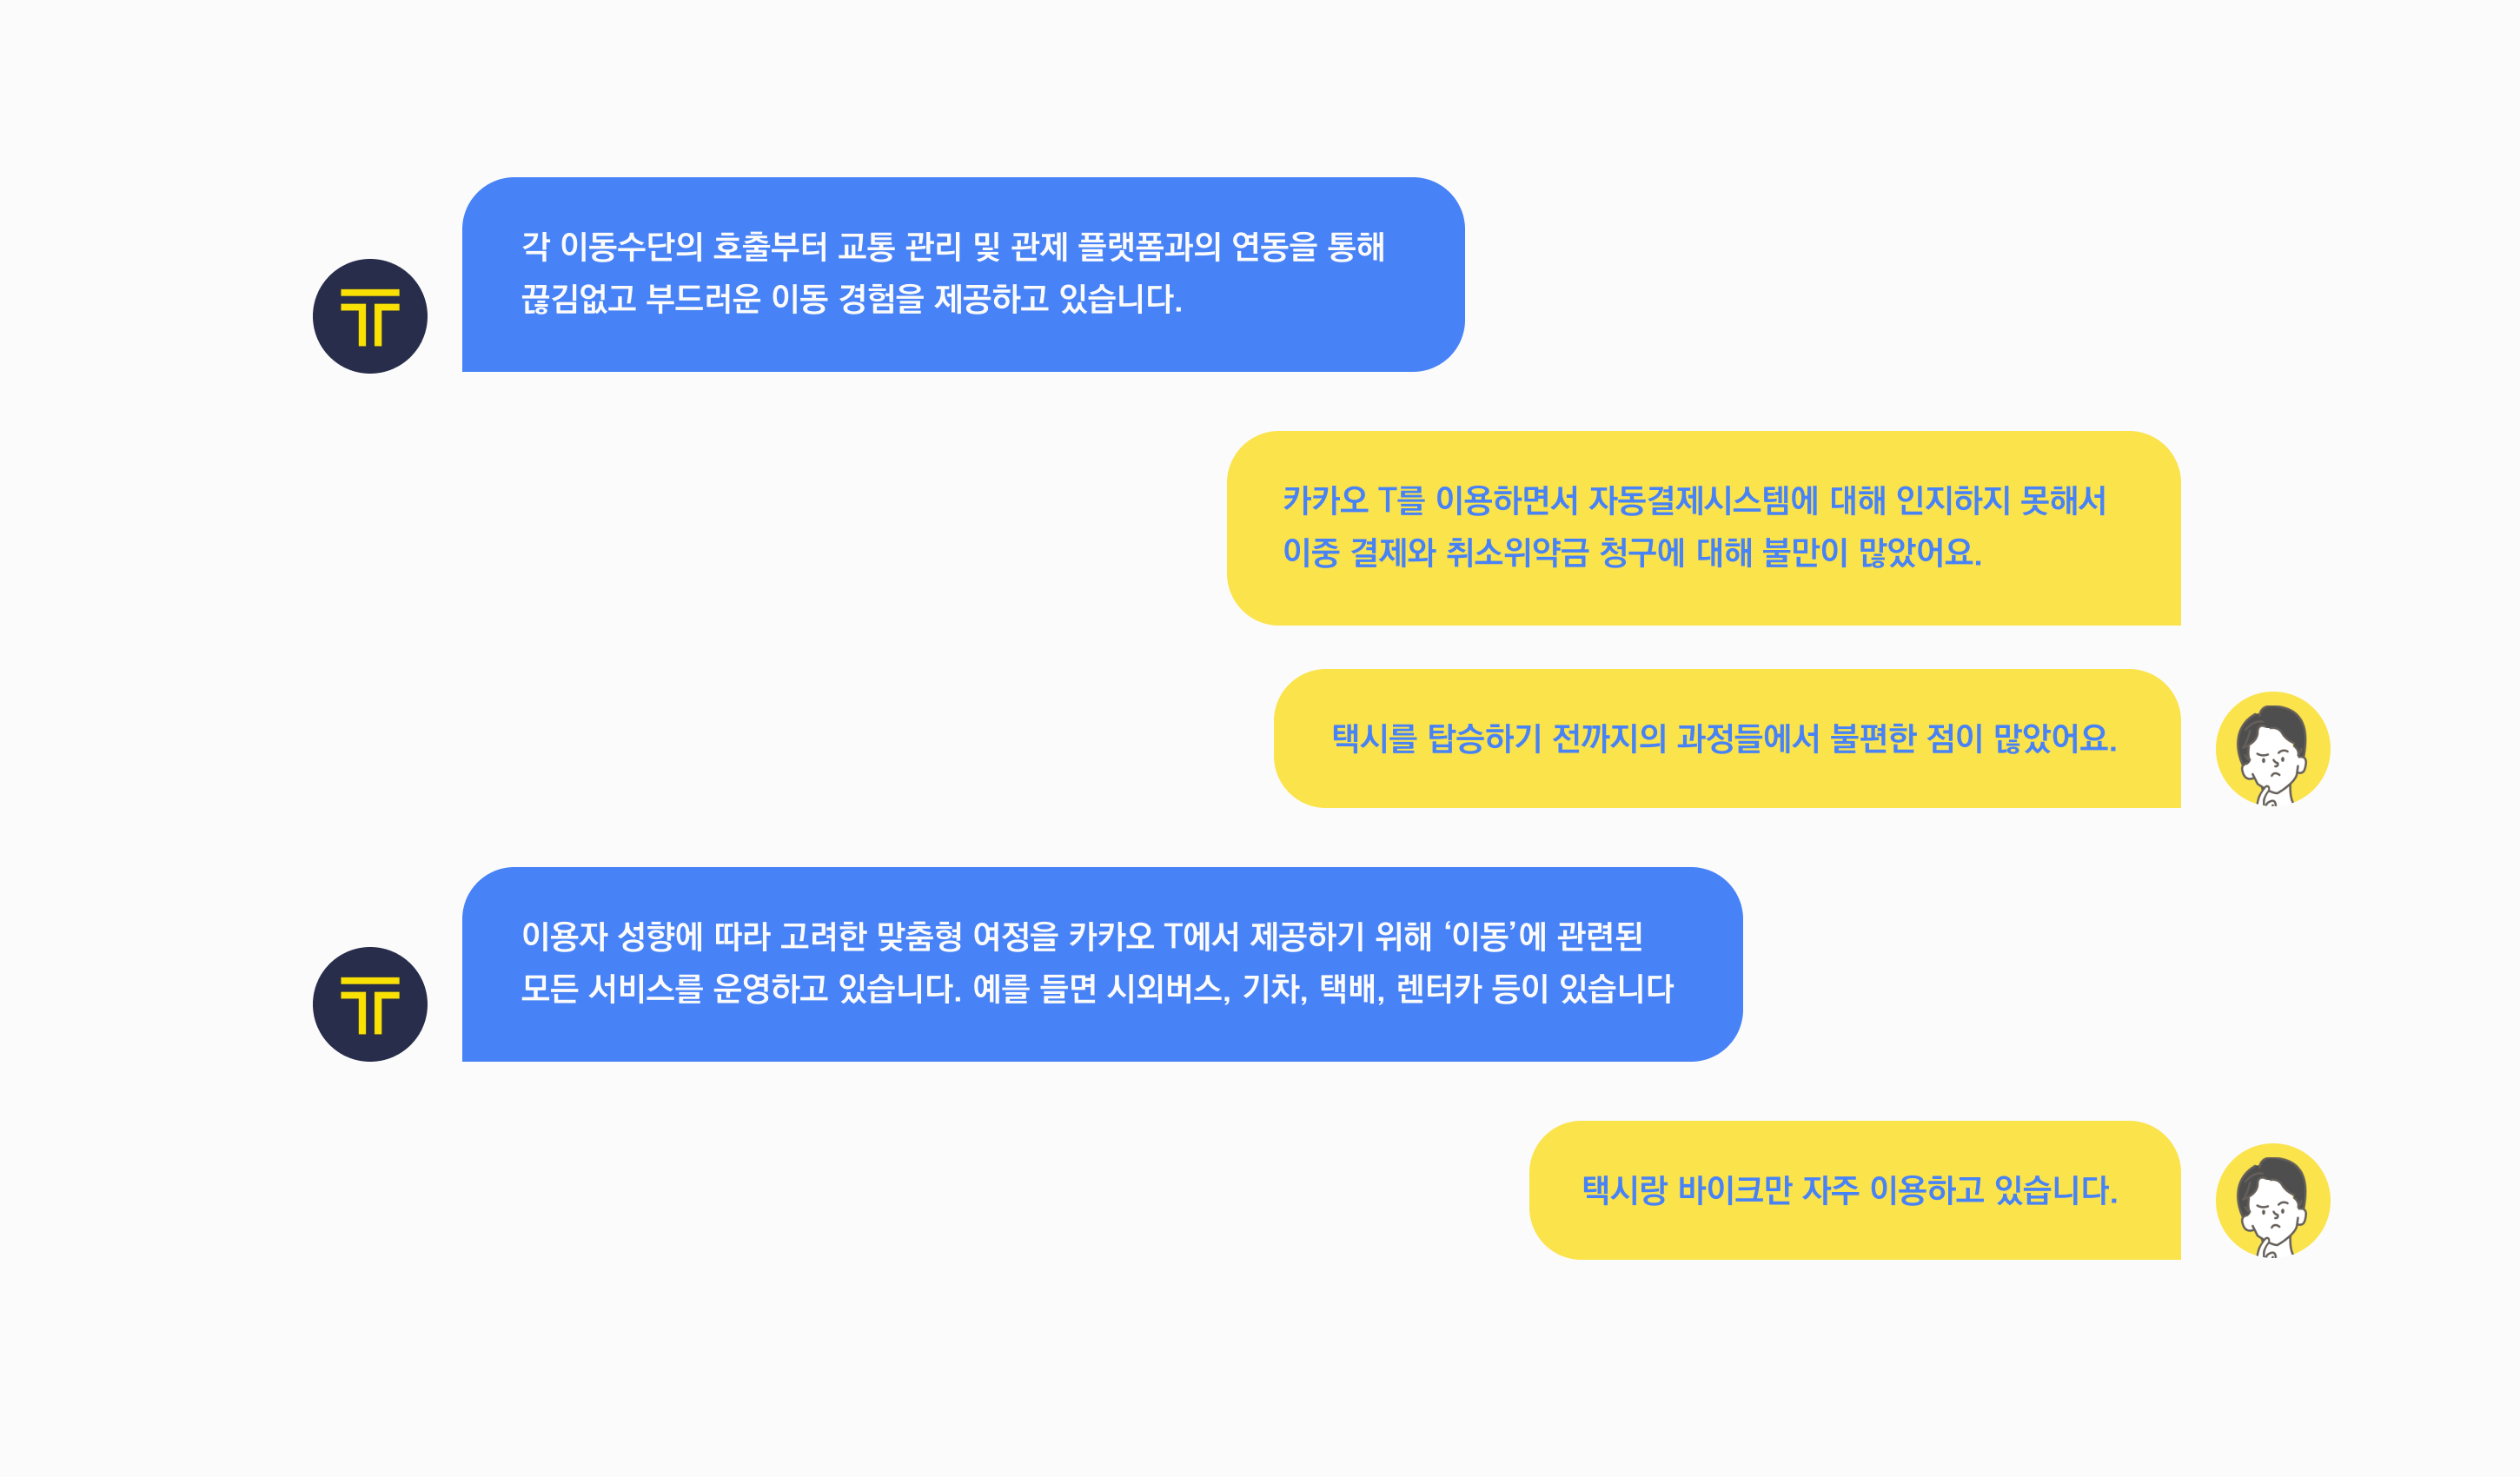 각 이동수단의 호출부터 교통 관리 및 관제 플랫폼과의 연동을 통해
끊김없고 부드러운 이동 경험을 제공하고 있습니다.
카카오 T를 이용하면서 자동결제시스템에 대해 인지하지 못해서
이중 결제와 취소위약금 청구에 대해 불만이 많았어요.
택시를 탑승하기 전까지의 과정들에서 불편한 점이 많았어요.
이용자 성향에 따라 고려한 맞춤형 여정을 카카오 T에서 제공하기 위해 ‘이동’에 관련된
모든 서비스를 운영하고 있습니다. 예를 들면 시외버스, 기차, 택배, 렌터카 등이 있습니다
택시랑 바이크만 자주 이용하고 있습니다.